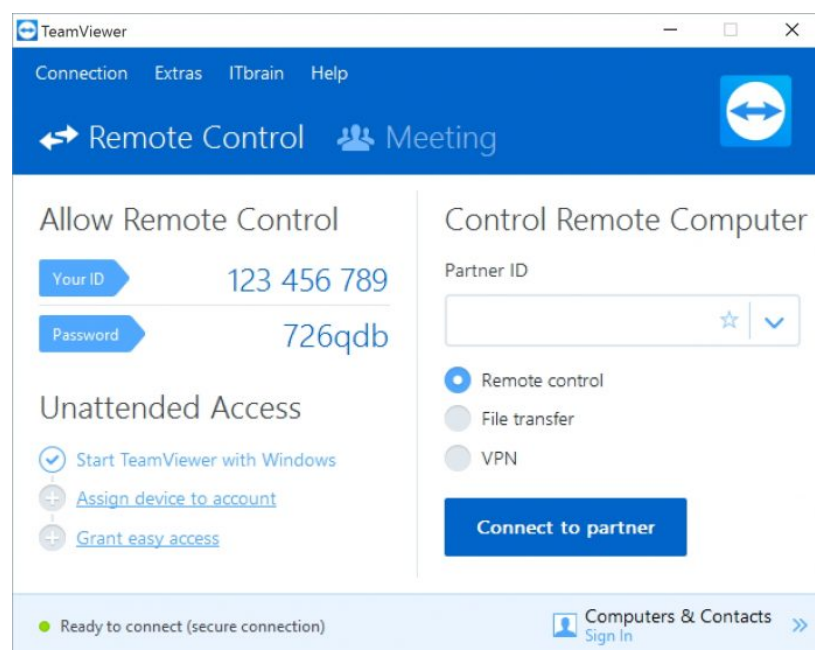 TeamViewer
Connection Extras ITbrain Help
Remote Control Meeting
Allow Remote Control
Your ID 123 456 789
Password 726qdb
Unattended Access
Start TeamViewer with Windows
Assign device to account
Grant easy access
Control Remote Computer
Partner ID
Remote control
File transfer
VPN
Connect to partner
Ready to connect (secure connection)
Computers & Contacts
Sign In